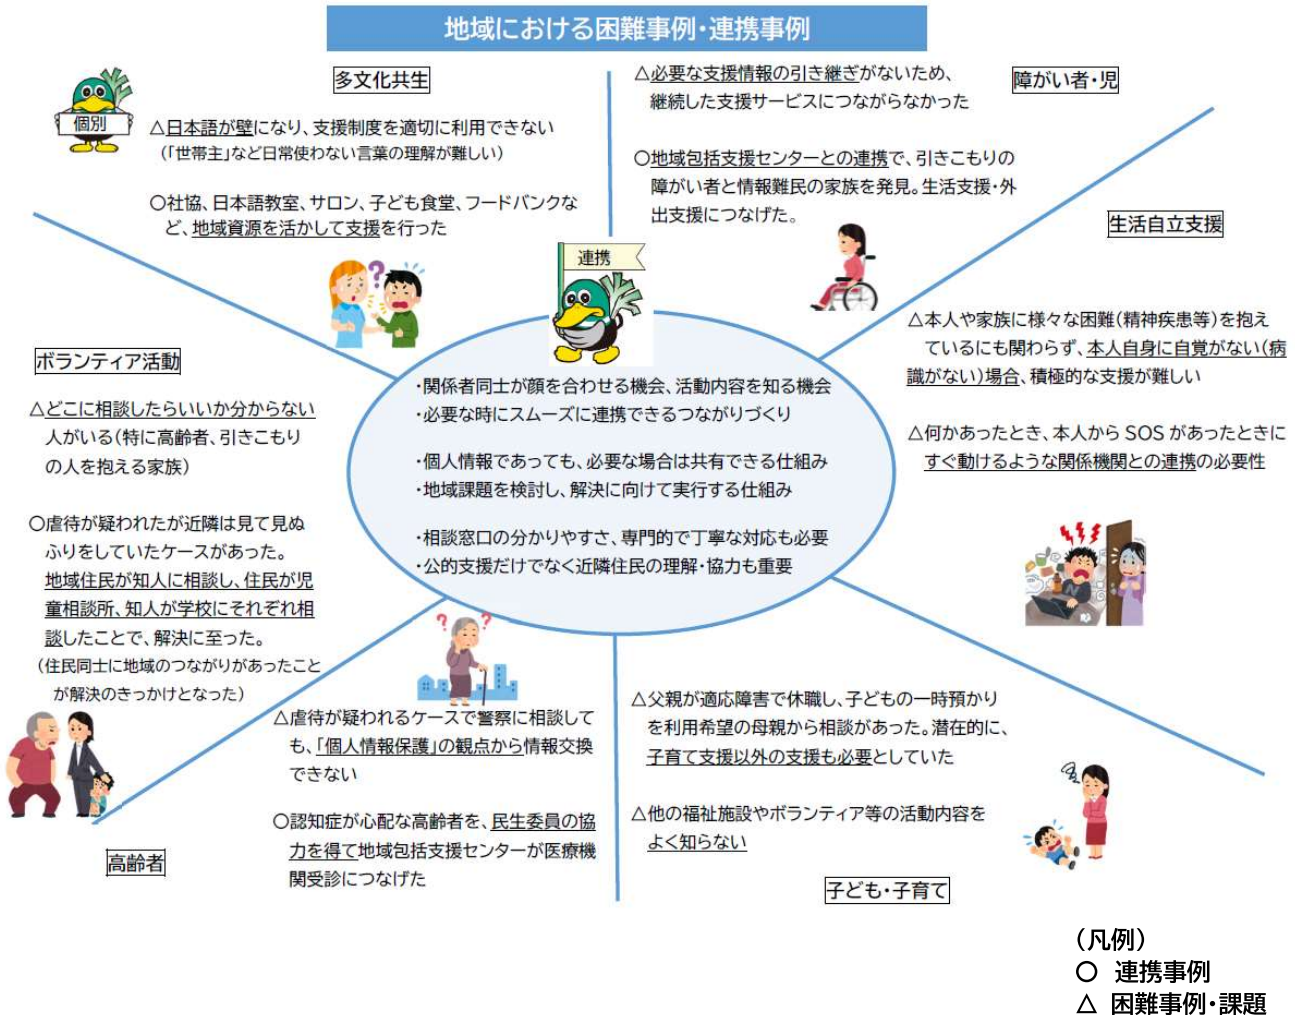 地域における困難事例・連携事例
個別
多文化共生
△日本語が壁になり、支援制度を適切に利用できない
（「世帯主」など日常使わない言葉の理解が難しい）
○社協、日本語教室、サロン、子ども食堂、フードバンクな
ど、地域資源を活かして支援を行った
障がい者・児
△必要な支援情報の引き継ぎがないため、
継続した支援サービスにつながらなかった
○地域包括支援センターとの連携で、引きこもりの
障がい者と情報難民の家族を発見。生活支援・外
出支援につなげた。
生活自立支援
△本人や家族に様々な困難（精神疾患等）を抱え
ているにも関わらず、本人自身に自覚がない（病
識がない）場合、積極的な支援が難しい
△何かあったとき、本人から SOS があったときに
すぐ動けるような関係機関との連携の必要性
連携
・関係者同士が顔を合わせる機会、活動内容を知る機会
・必要な時にスムーズに連携できるつながりづくり
・個人情報であっても、必要な場合は共有できる仕組み
・地域課題を検討し、解決に向けて実行する仕組み
・相談窓口の分かりやすさ、専門的で丁寧な対応も必要
・公的支援だけでなく近隣住民の理解・協力も重要
ボランティア活動
△どこに相談したらいいか分からない
人がいる（特に高齢者、引きこもり
の人を抱える家族）
○虐待が疑われたが近隣は見て見ぬ
ふりをしていたケースがあった。
地域住民が知人に相談し、住民が児
童相談所、知人が学校にそれぞれ相
談したことで、解決に至った。
（住民同士に地域のつながりがあったこと
が解決のきっかけとなった）
高齢者
△虐待が疑われるケースで警察に相談して
も、「個人情報保護」の観点から情報交換
できない
○認知症が心配な高齢者を、民生委員の協
力を得て地域包括支援センターが医療機
関受診につなげた
△父親が適応障害で休職し、子どもの一時預かり
を利用希望の母親から相談があった。潜在的に、
子育て支援以外の支援も必要としていた
△他の福祉施設やボランティア等の活動内容を
よく知らない
子ども・子育て
（凡例）
○ 連携事例
△ 困難事例・課題